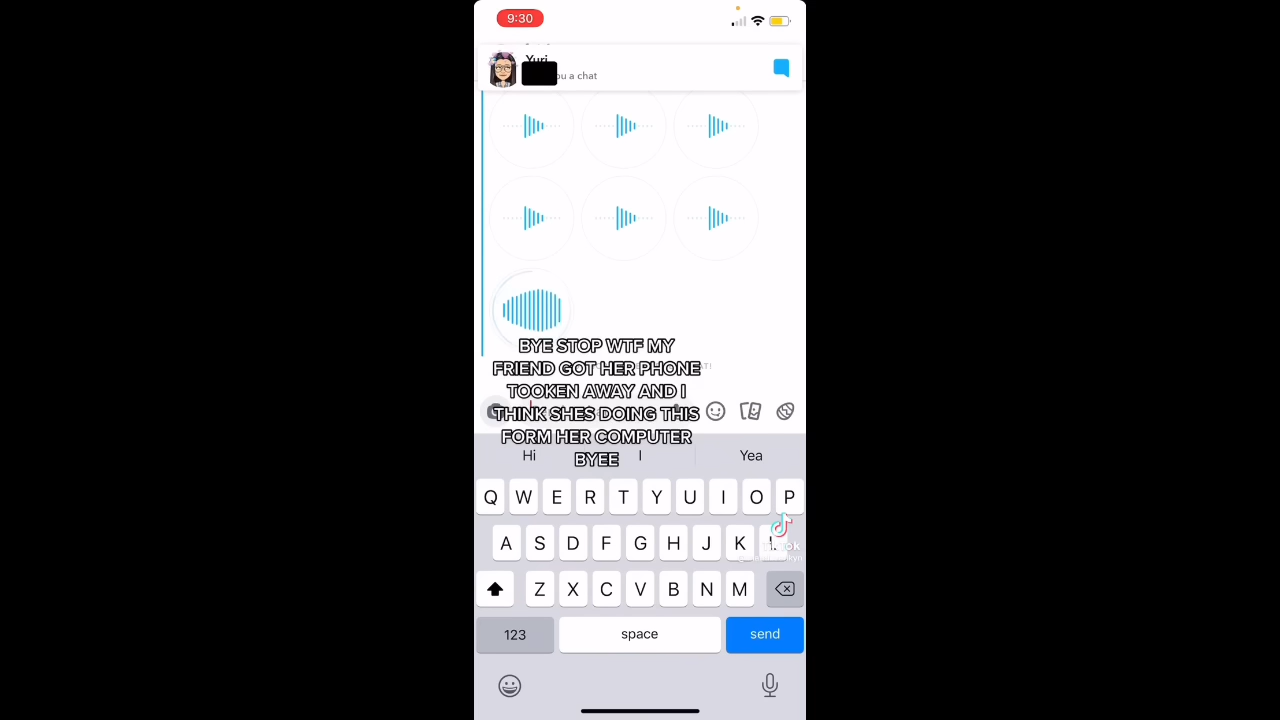 9:30
Yuri
ou a chat
BYE STOP WTF MY
FRIEND GOT HER PHONE
TOOKEN AWAY AND I
THINK SHES DOING THIS
FORM HER COMPUTER
BYEE
Hi I Yea
Q W E R T Y U I O P
A S D F G H J K L
TikTok
Z X C V B N M
123 space send